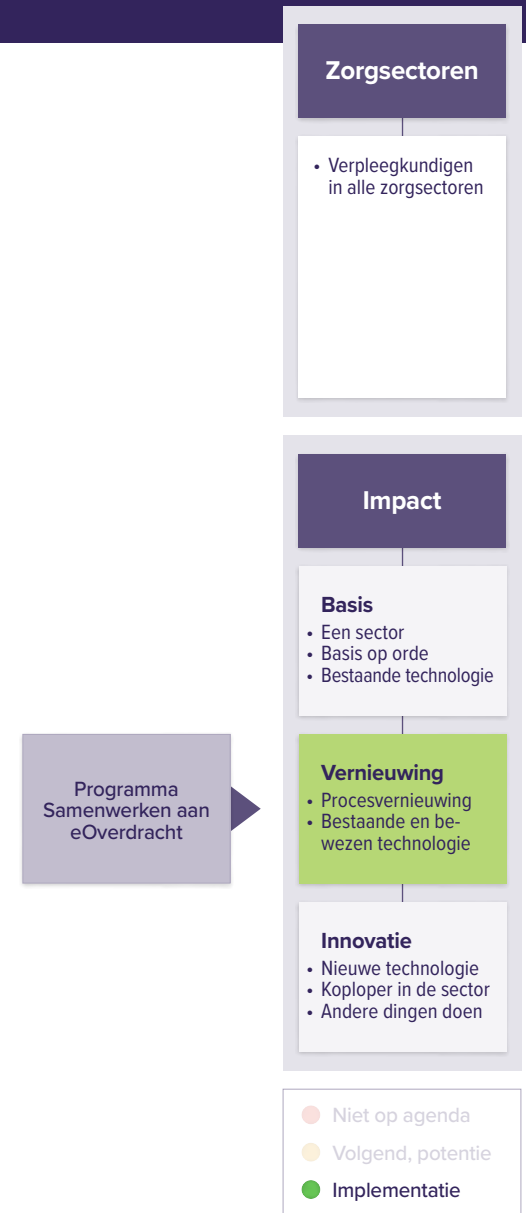 Zorgsectoren
• Verpleegkundigen
in alle zorgsectoren
Impact
Basis
• Een sector
• Basis op orde
• Bestaande technologie
Programma
Samenwerken aan
eOverdracht
Vernieuwing
• Procesvernieuwing
• Bestaande en be-
wezen technologie
Innovatie
• Nieuwe technologie
• Koploper in de sector
• Andere dingen doen
Niet op agenda
Volgend, potentie
Implementatie